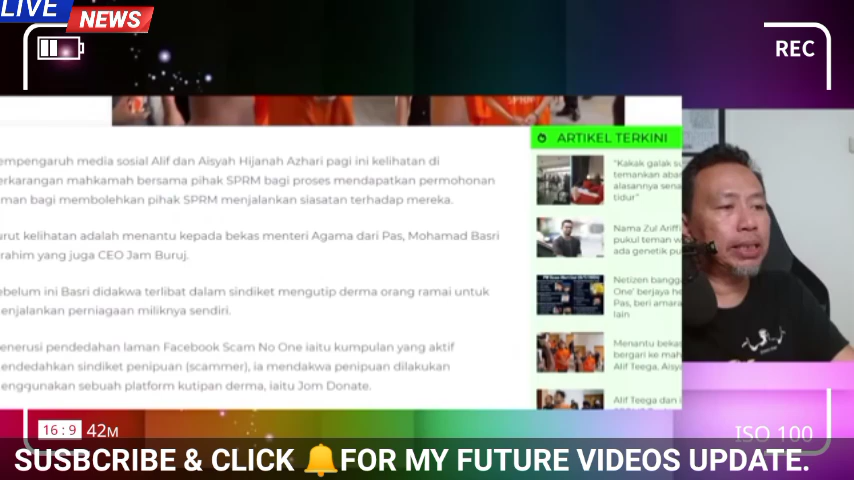 LIVE
NEWS
REC
SPRM
ARTIKEL TERKINI
empengaruh media sosial Alif dan Aisyah Hijanah Azhari pagi ini kelihatan di
erkarangan mahkamah bersama pihak SPRM bagi proses mendapatkan permohonan
man bagi membolehkan pihak SPRM menjalankan siasatan terhadap mereka.
urut kelihatan adalah menantu kepada bekas menteri Agama dari Pas, Mohamad Basri
rahim yang juga CEO Jam Buruj.
ebelum ini Basri didakwa terlibat dalam sindiket mengutip derma orang ramai untuk
enjalankan perniagaan miliknya sendiri.
enerusi pendedahan laman Facebook Scam No One iaitu kumpulan yang aktif
endedahkan sindiket penipuan (scammer), ia mendakwa penipuan dilakukan
enggunakan sebuah platform kutipan derma, iaitu Jom Donate.
"Kakak galak su
temankan aba
alasannya sena
tidur"
Nama Zul Ariffi
pukul teman w
ada genetik pu
Netizen bangg
One' berjaya he
Pas, beri amara
lain
Menantu beka
bergari ke mah
Alif Teega, Aisya
Alif Teega dan i
16:9
42M
ISO 100
SUSBCRIBE & CLICK 🔔FOR MY FUTURE VIDEOS UPDATE.